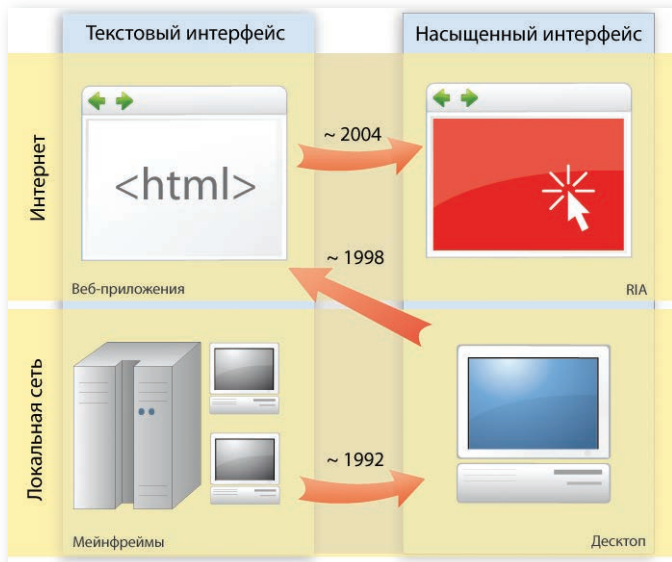 Текстовый интерфейс
Насыщенный интерфейс
Интернет
<html>
~ 2004
~ 1998
Веб-приложения
RIA
Локальная сеть
~ 1992
Мейнфреймы
Десктоп